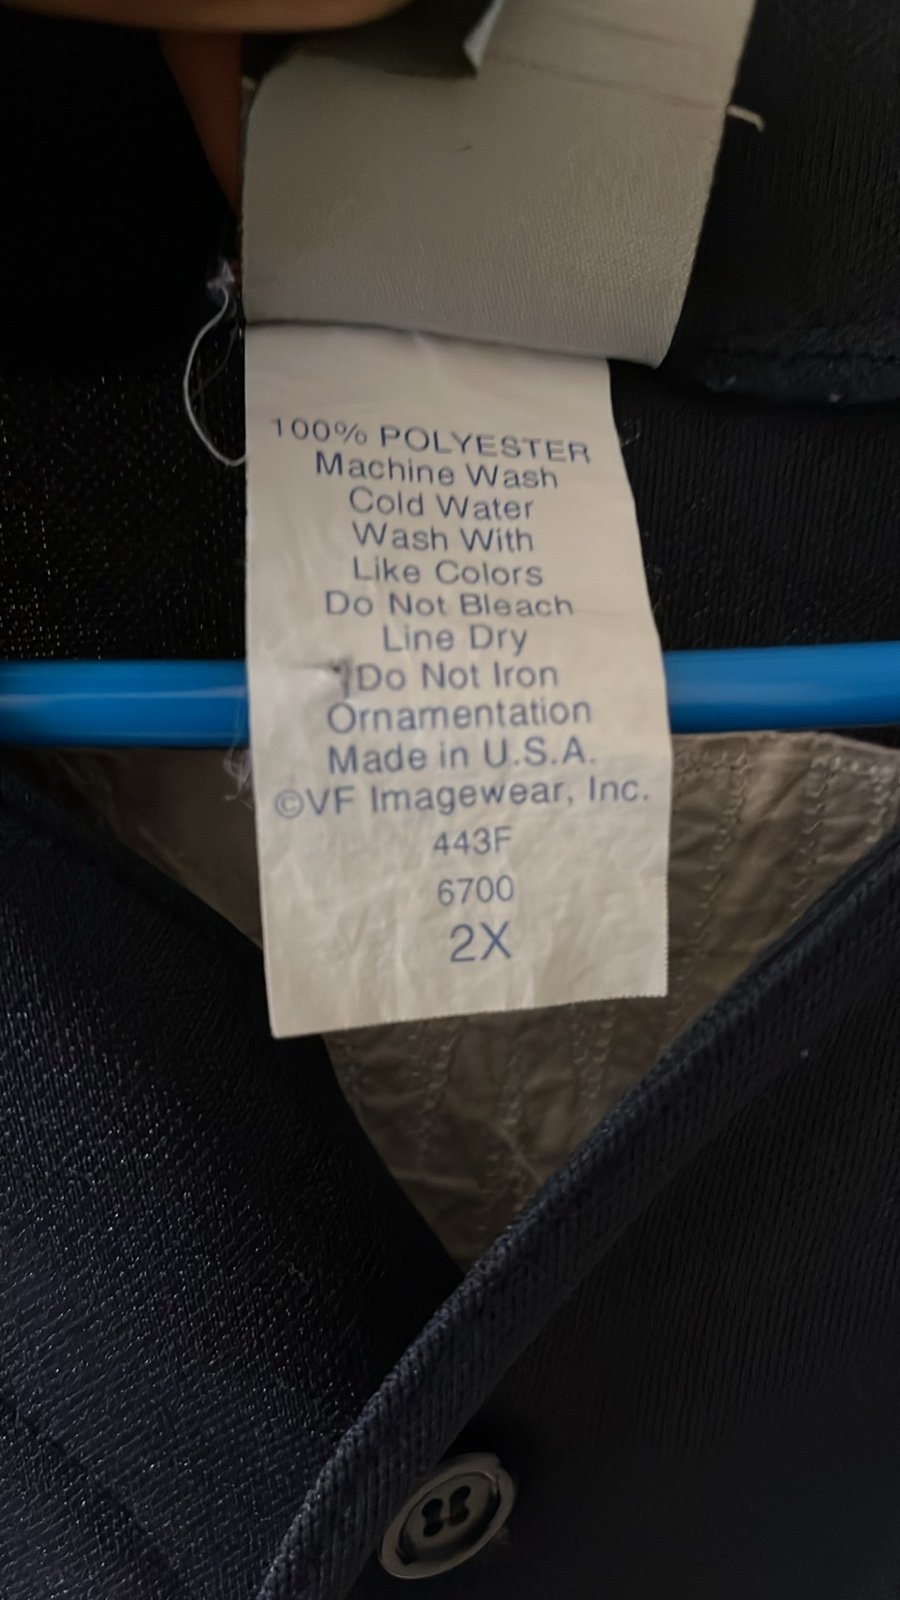 100% POLYESTER
Machine Wash
Cold Water
Wash With
Like Colors
Do Not Bleach
Line Dry
Do Not Iron
Ornamentation
Made in U.S.A.
©VF Imagewear, Inc.
443F
6700
2X